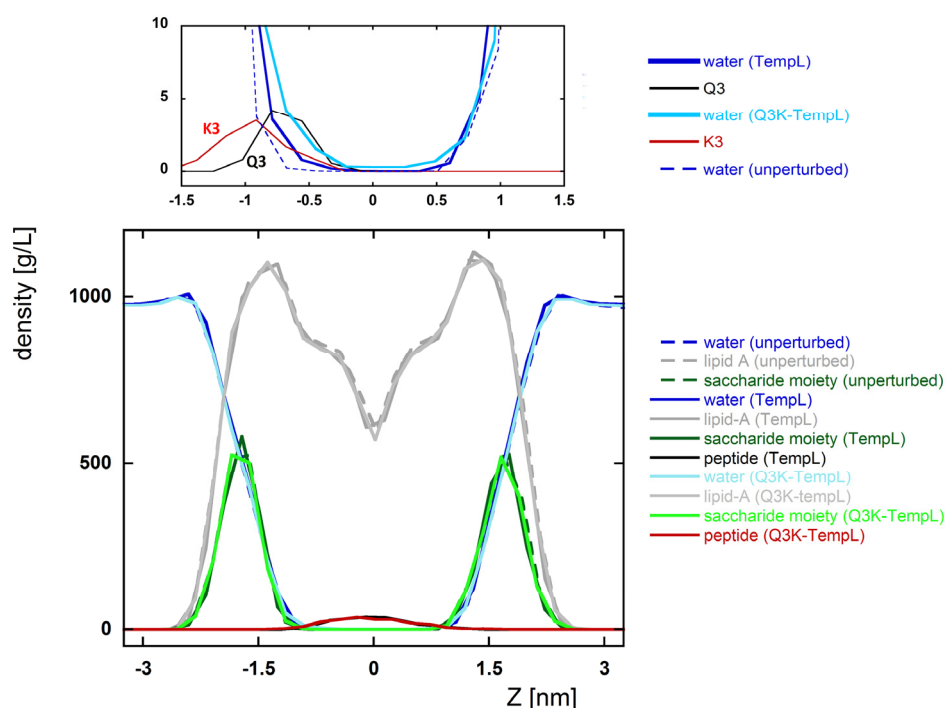 10
5
0
K3
Q3
-1.5
-1
-0.5
0
0.5
1
1.5
water (TempL)
Q3
water (Q3K-TempL)
K3
water (unperturbed)
density [g/L]
1000
500
0
-3
-1.5
0
1.5
3
Z [nm]
water (unperturbed)
lipid A (unperturbed)
saccharide moiety (unperturbed)
water (TempL)
lipid-A (TempL)
saccharide moiety (TempL)
peptide (TempL)
water (Q3K-TempL)
lipid-A (Q3K-tempL)
saccharide moiety (Q3K-TempL)
peptide (Q3K-TempL)